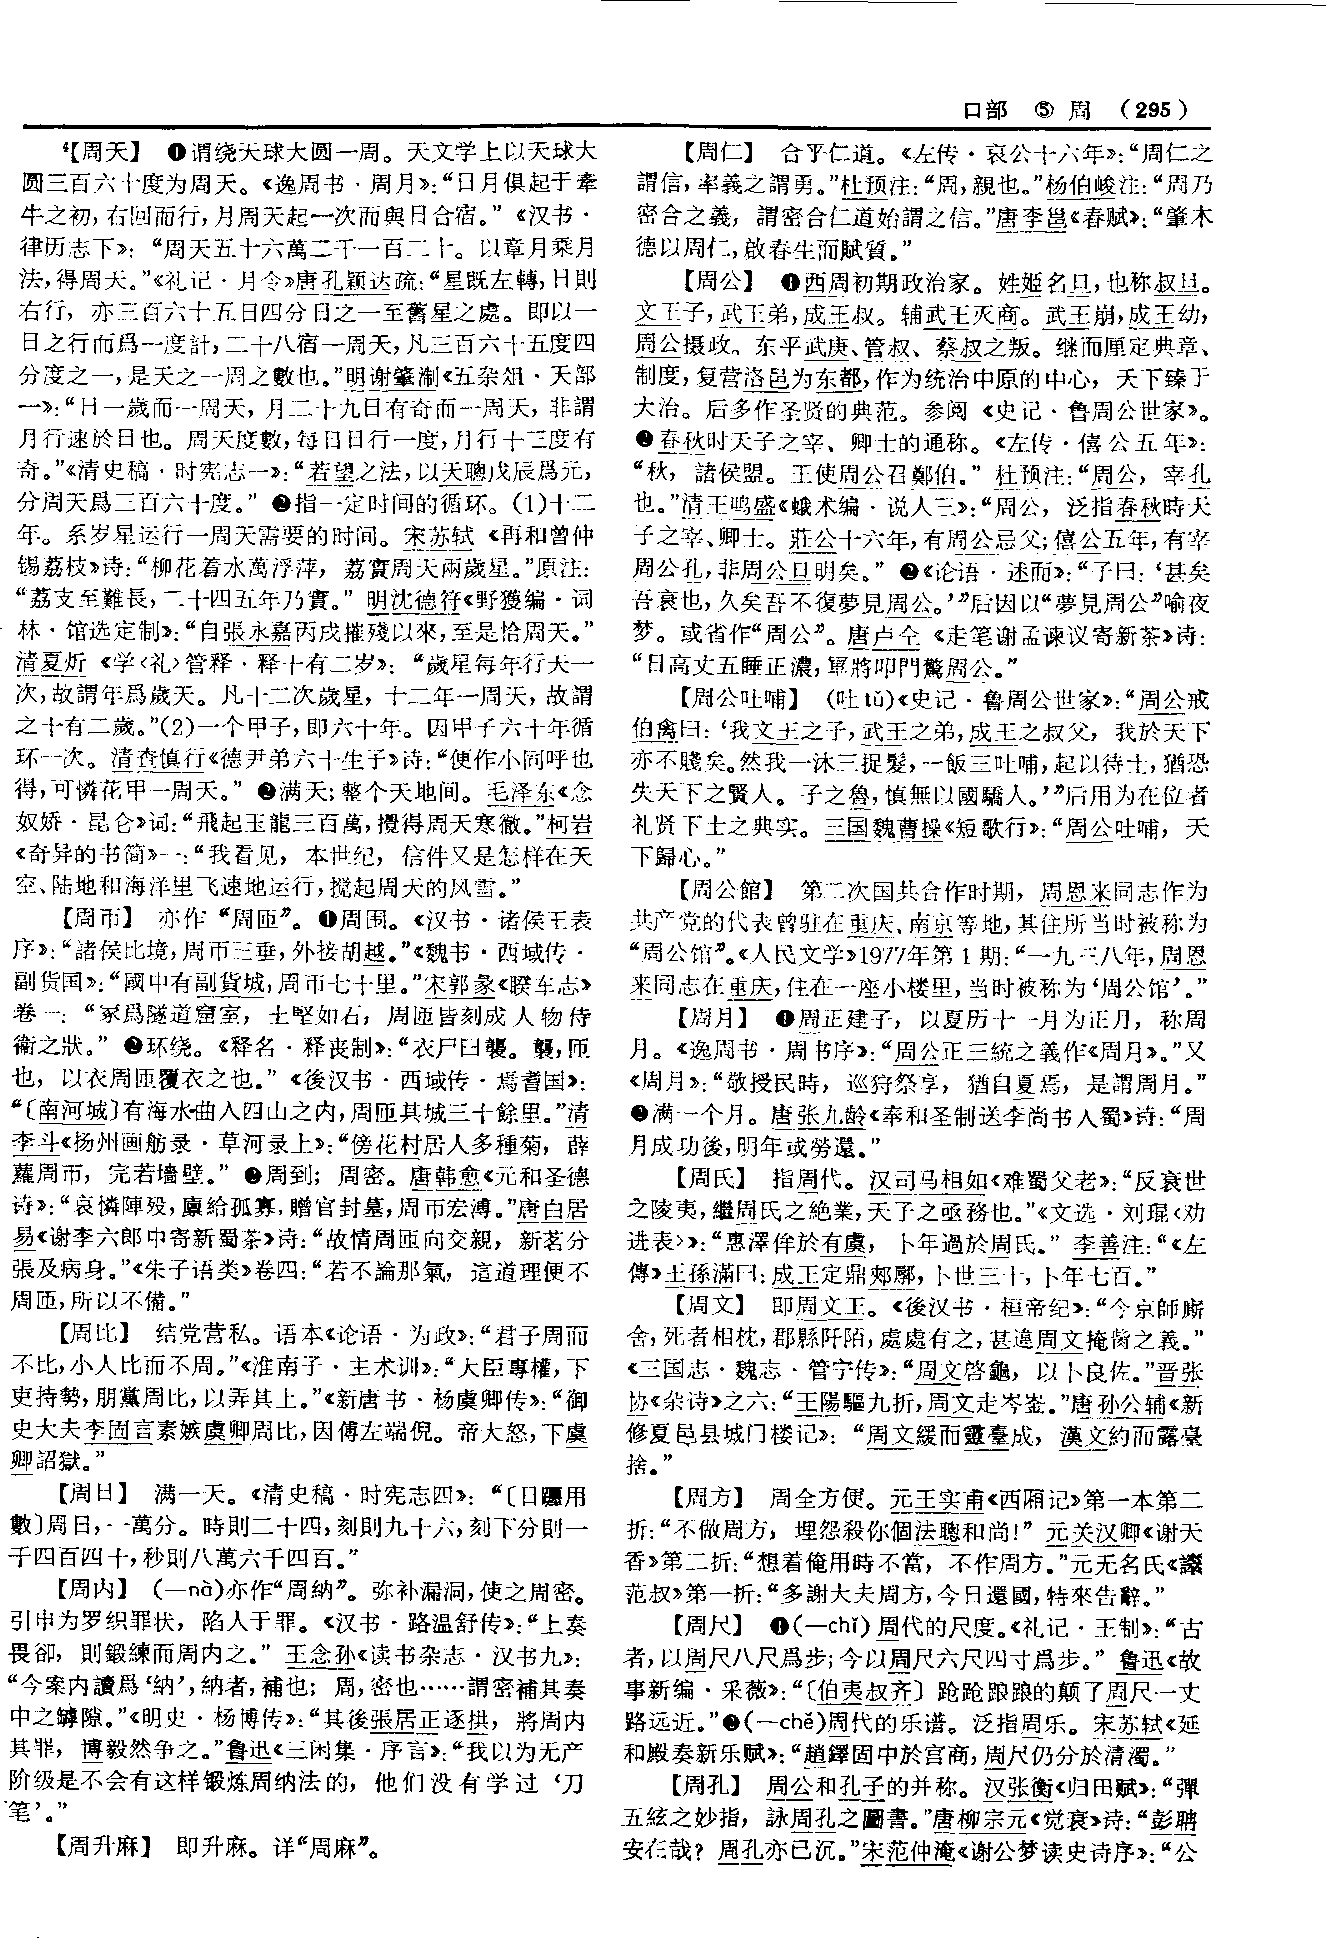 口部 ⑤ 周 （295）
【周天】 ❶谓绕天球大圆一周。天文学上以天球大
圆三百六十度为周天。《逸周书·周月》：“日月俱起于牵
牛之初，右回而行，月周天起一次而與日合宿。”《汉书·
律历志下》：“周天五十六萬二千一百二十。以章月乘月
法，得周天。”《礼记·月令》唐孔颖达疏：“星既左轉，日則
右行，亦三百六十五日四分日之一至舊星之處。即以一
日之行而爲一度計，二十八宿一周天，凡三百六十五度四
分度之一，是天之一周之數也。”明谢肇淛《五杂俎·天部
一》：“日一歲而一周天，月二十九日有奇而一周天，非謂
月行速於日也。周天度數，每日日行一度，月行十三度有
奇。”《清史稿·时宪志一》：“若望之法，以天聰戊辰爲元，
分周天爲三百六十度。” ❷指一定时间的循环。（1）十二
年。系岁星运行一周天需要的时间。宋苏轼《再和曾仲
锡荔枝》诗：“柳花着水萬浮萍，荔實周天兩歲星。”原注：
“荔支至難長，二十四五年乃實。”明沈德符《野獲编·词
林·馆选定制》：“自張永嘉丙戌摧殘以來，至是恰周天。”
清夏炘《学〈礼〉管释·释十有二岁》：“歲星每年行天一
次，故謂年爲歲天。凡十二次歲星，十二年一周天，故謂
之十有二歲。”（2）一个甲子，即六十年。因甲子六十年循
环一次。清查慎行《德尹弟六十生子》诗：“便作小同呼也
得，可憐花甲一周天。” ❸满天；整个天地间。毛泽东《念
奴娇·昆仑》词：“飛起玉龍三百萬，攪得周天寒徹。”柯岩
《奇异的书简》一：“我看见，本世纪，信件又是怎样在天
空、陆地和海洋里飞速地运行，搅起周天的风雪。”
【周帀】 亦作“周匝”。❶周围。《汉书·诸侯王表
序》：“諸侯比境，周帀三垂，外接胡越。”《魏书·西域传·
副货国》：“國中有副貨城，周帀七十里。”宋郭彖《睽车志》
卷一：“冢爲隧道窟室，土堅如石，周匝皆刻成人物侍
衛之狀。” ❷环绕。《释名·释丧制》：“衣尸曰襲。襲，匝
也，以衣周匝覆衣之也。”《後汉书·西域传·焉耆国》：
“〔南河城〕有海水曲入四山之内，周匝其城三十餘里。”清
李斗《扬州画舫录·草河录上》：“傍花村居人多種菊，薜
蘿周帀，完若墻壁。” ❸周到；周密。唐韩愈《元和圣德
诗》：“哀憐陣殁，廩給孤寡，贈官封墓，周帀宏溥。”唐白居
易《谢李六郎中寄新蜀茶》诗：“故情周匝向交親，新茗分
張及病身。”《朱子语类》卷四：“若不論那氣，這道理便不
周匝，所以不備。”
【周比】 结党营私。语本《论语·为政》：“君子周而
不比，小人比而不周。”《淮南子·主术训》：“大臣專權，下
吏持勢，朋黨周比，以弄其上。”《新唐书·杨虞卿传》：“御
史大夫李固言素嫉虞卿周比，因傅左端倪。帝大怒，下虞
卿詔獄。”
【周日】 满一天。《清史稿·时宪志四》：“〔日躔用
數〕周日，一萬分。時則二十四，刻則九十六，刻下分則一
千四百四十，秒則八萬六千四百。”
【周内】 （—nà）亦作“周納”。弥补漏洞，使之周密。
引申为罗织罪状，陷人于罪。《汉书·路温舒传》：“上奏
畏卻，則鍛練而周内之。”王念孙《读书杂志·汉书九》：
“今案内讀爲‘納’，納者，補也；周，密也……謂密補其奏
中之罅隙。”《明史·杨博传》：“其後張居正逐拱，將周内
其罪，博毅然争之。”鲁迅《三闲集·序言》：“我以为无产
阶级是不会有这样锻炼周纳法的，他们没有学过‘刀
笔’。”
【周升麻】 即升麻。详“周麻”。
【周仁】 合乎仁道。《左传·哀公十六年》：“周仁之
謂信，率義之謂勇。”杜预注：“周，親也。”杨伯峻注：“周乃
密合之義，謂密合仁道始謂之信。”唐李邕《春赋》：“肇木
德以周仁，啟春生而賦質。”
【周公】 ❶西周初期政治家。姓姬名旦，也称叔旦。
文王子，武王弟，成王叔。辅武王灭商。武王崩，成王幼，
周公摄政。东平武庚、管叔、蔡叔之叛。继而厘定典章、
制度，复营洛邑为东都，作为统治中原的中心，天下臻于
大治。后多作圣贤的典范。参阅《史记·鲁周公世家》。
❷春秋时天子之宰、卿士的通称。《左传·僖公五年》：
“秋，諸侯盟。王使周公召鄭伯。”杜预注：“周公，宰孔
也。”清王鸣盛《蛾术编·说人三》：“周公，泛指春秋時天
子之宰、卿士。莊公十六年，有周公忌父；僖公五年，有宰
周公孔，非周公旦明矣。” ❸《论语·述而》：“子曰：‘甚矣
吾衰也，久矣吾不復夢見周公。’”后因以“夢見周公”喻夜
梦。或省作“周公”。唐卢仝《走笔谢孟谏议寄新茶》诗：
“日高丈五睡正濃，軍將叩門驚周公。”
【周公吐哺】 （吐 tǔ）《史记·鲁周公世家》：“周公戒
伯禽曰：‘我文王之子，武王之弟，成王之叔父，我於天下
亦不賤矣。然我一沐三捉髮，一飯三吐哺，起以待士，猶恐
失天下之賢人。子之魯，慎無以國驕人。’”后用为在位者
礼贤下士之典实。三国魏曹操《短歌行》：“周公吐哺，天
下歸心。”
【周公館】 第二次国共合作时期，周恩来同志作为
共产党的代表曾驻在重庆、南京等地，其住所当时被称为
“周公馆”。《人民文学》1977年第1期：“一九三八年，周恩
来同志在重庆，住在一座小楼里，当时被称为‘周公馆’。”
【周月】 ❶周正建子，以夏历十一月为正月，称周
月。《逸周书·周书序》：“周公正三統之義作《周月》。”又
《周月》：“敬授民時，巡狩祭享，猶自夏焉，是謂周月。”
❷满一个月。唐张九龄《奉和圣制送李尚书入蜀》诗：“周
月成功後，明年或勞還。”
【周氏】 指周代。汉司马相如《难蜀父老》：“反衰世
之陵夷，繼周氏之絶業，天子之亟務也。”《文选·刘琨〈劝
进表〉》：“惠澤侔於有虞，卜年過於周氏。”李善注：“《左
傳》王孫滿曰：成王定鼎郟鄏，卜世三十，卜年七百。”
【周文】 即周文王。《後汉书·桓帝纪》：“今京師廝
舍，死者相枕，郡縣阡陌，處處有之，甚違周文掩胔之義。”
《三国志·魏志·管宁传》：“周文啓龜，以卜良佐。”晋张
协《杂诗》之六：“王陽驅九折，周文走岑崟。”唐孙公辅《新
修夏邑县城门楼记》：“周文緩而靈臺成，漢文約而露臺
捨。”
【周方】 周全方便。元王实甫《西厢记》第一本第二
折：“不做周方，埋怨殺你個法聰和尚！”元关汉卿《谢天
香》第二折：“想着俺用時不當，不作周方。”元无名氏《誶
范叔》第一折：“多謝大夫周方，今日還國，特來告辭。”
【周尺】 ❶（—chǐ）周代的尺度。《礼记·王制》：“古
者，以周尺八尺爲步；今以周尺六尺四寸爲步。”鲁迅《故
事新编·采薇》：“〔伯夷叔齐〕跄跄踉踉的颠了周尺一丈
路远近。” ❷（—chě）周代的乐谱。泛指周乐。宋苏轼《延
和殿奏新乐赋》：“趙鐸固中於宫商，周尺仍分於清濁。”
【周孔】 周公和孔子的并称。汉张衡《归田赋》：“彈
五絃之妙指，詠周孔之圖書。”唐柳宗元《觉衰》诗：“彭聃
安在哉？周孔亦已沉。”宋范仲淹《谢公梦读史诗序》：“公